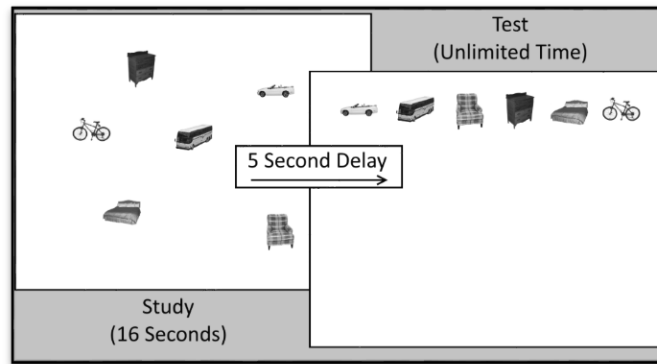 Test
(Unlimited Time)
5 Second Delay
Study
(16 Seconds)